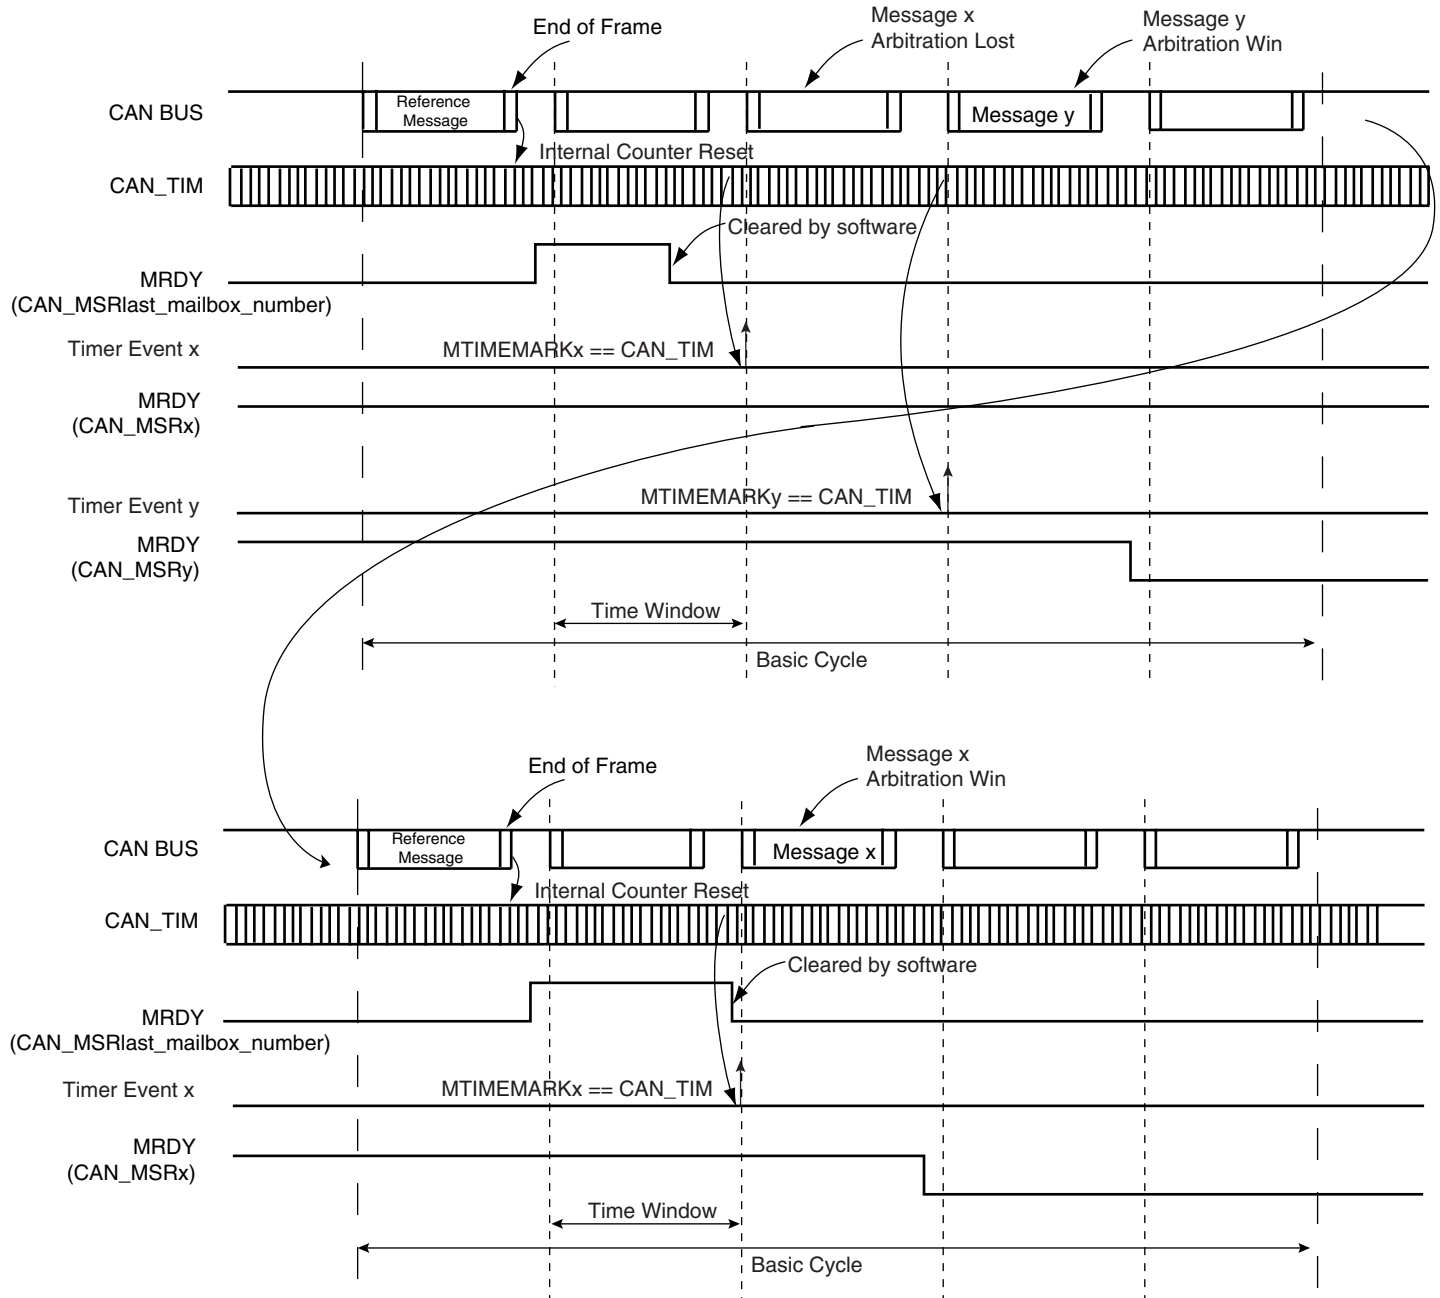 End of Frame
Message x
Arbitration Lost
Message y
Arbitration Win
CAN BUS
Reference
Message
Message y
Internal Counter Reset
CAN_TIM
Cleared by software
MRDY
(CAN_MSRlast_mailbox_number)
Timer Event x
MTIMEMARKx == CAN_TIM
MRDY
(CAN_MSRx)
Timer Event y
MTIMEMARKy == CAN_TIM
MRDY
(CAN_MSRy)
Time Window
Basic Cycle
End of Frame
Message x
Arbitration Win
CAN BUS
Reference
Message
Message x
Internal Counter Reset
CAN_TIM
Cleared by software
MRDY
(CAN_MSRlast_mailbox_number)
Timer Event x
MTIMEMARKx == CAN_TIM
MRDY
(CAN_MSRx)
Time Window
Basic Cycle